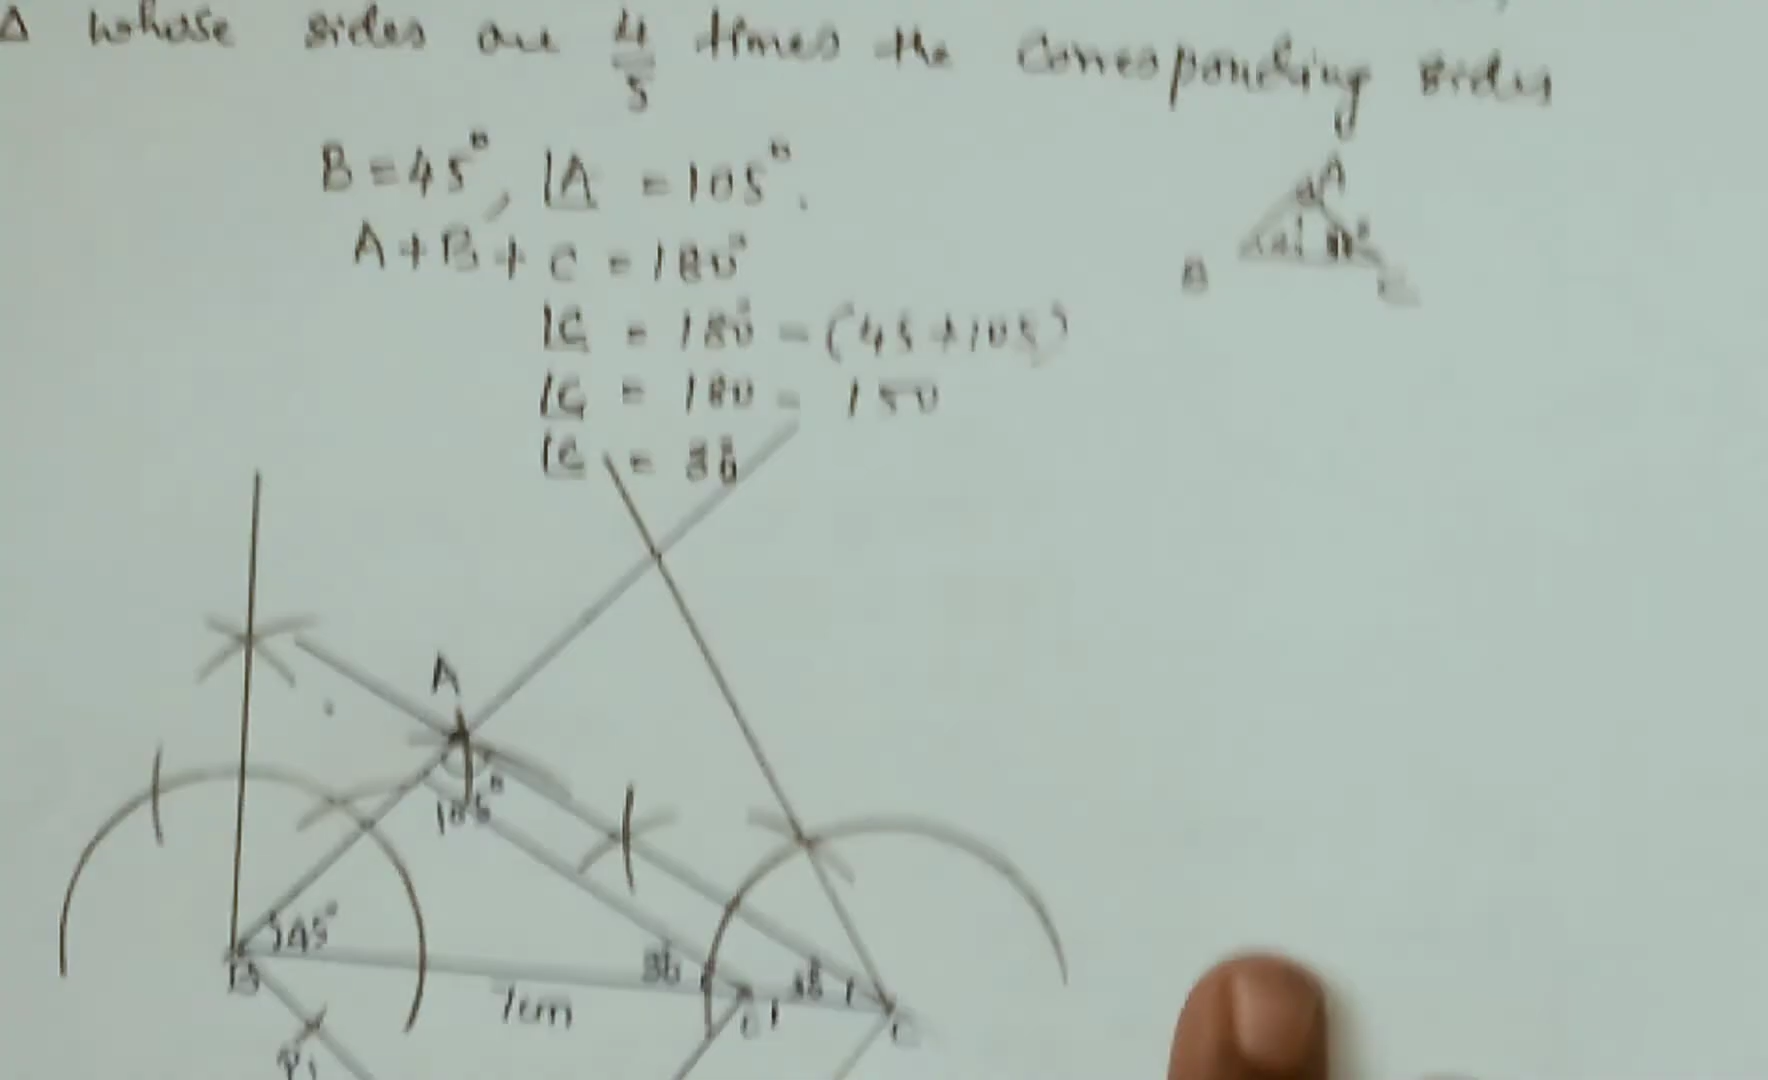 Δ whose sides are 4/5 times the corresponding sides
B = 45°, ∠A = 105°.
A + B + C = 180°
∠C = 180° - (45 + 105)
∠C = 180 - 150
∠C = 30°
A
B
C
A
105°
45°
B
7cm
30°
30°
C'
C